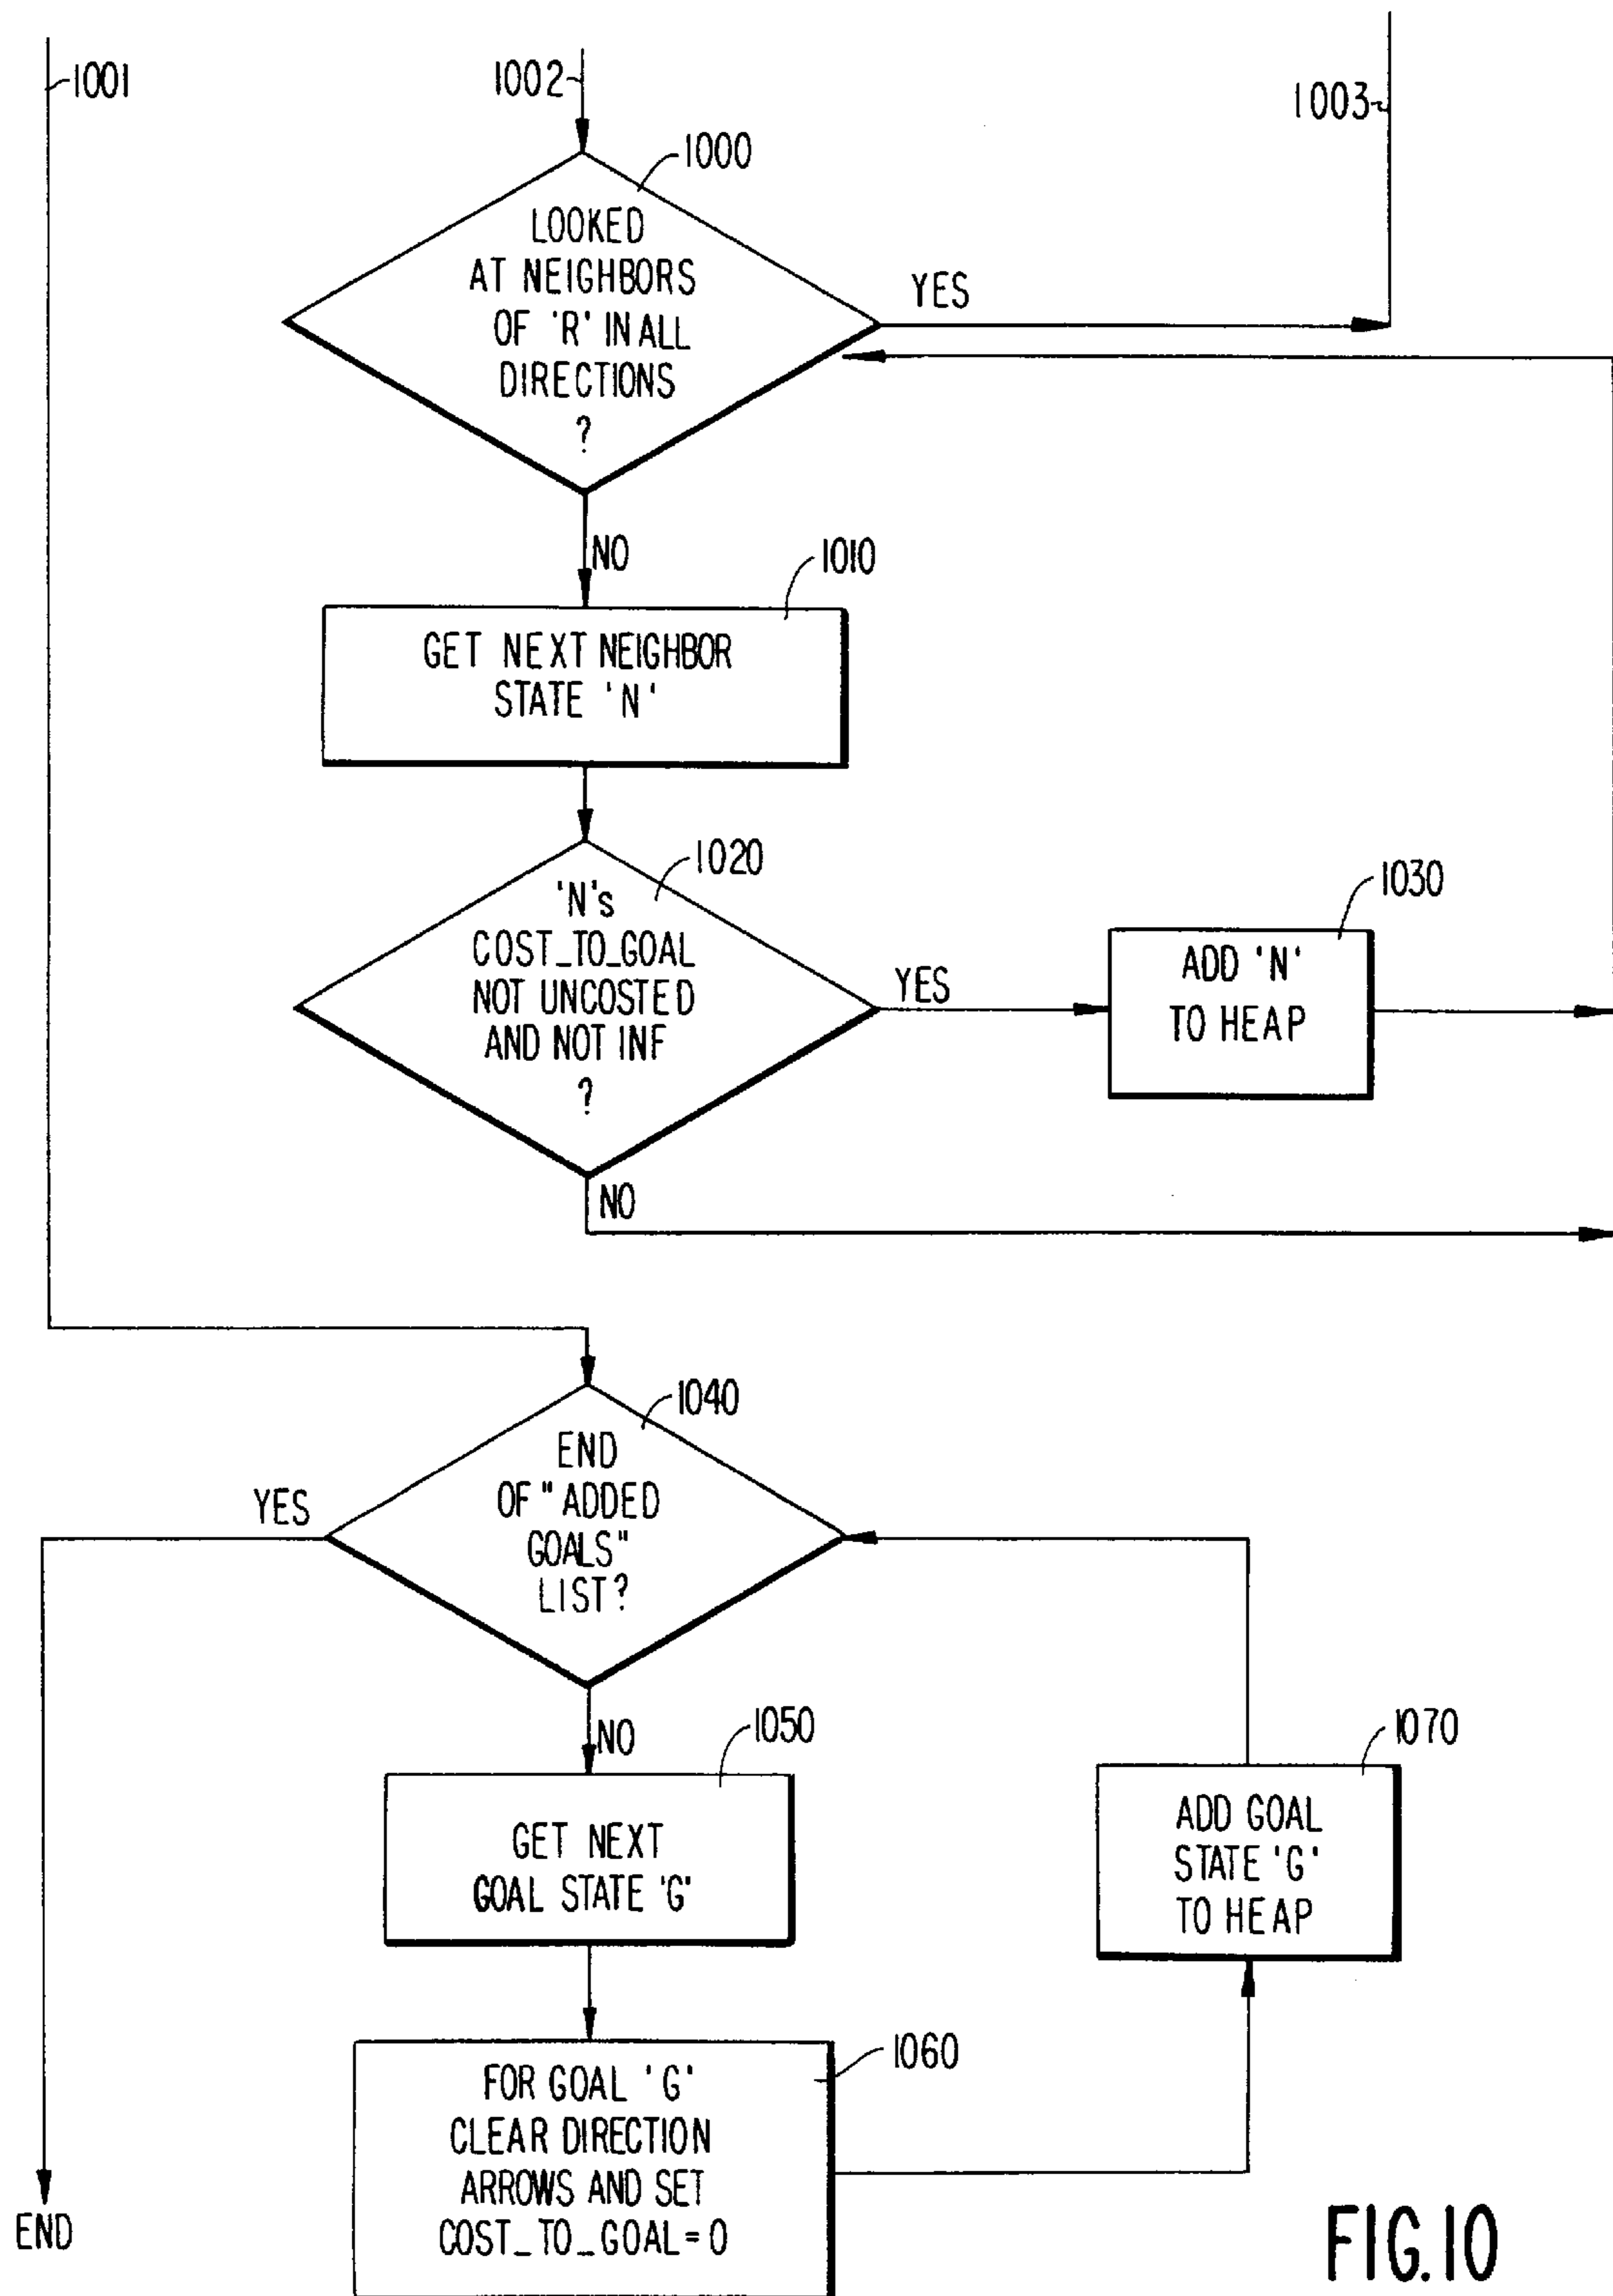 1001
1002
1003
1000
LOOKED
AT NEIGHBORS
OF 'R' IN ALL
DIRECTIONS
?
YES
NO
1010
GET NEXT NEIGHBOR
STATE 'N'
1020
'N's
COST_TO_GOAL
NOT UNCOSTED
AND NOT INF
?
YES
1030
ADD 'N'
TO HEAP
NO
1040
END
OF "ADDED
GOALS"
LIST?
YES
NO
1050
GET NEXT
GOAL STATE 'G'
1070
ADD GOAL
STATE 'G'
TO HEAP
1060
FOR GOAL 'G'
CLEAR DIRECTION
ARROWS AND SET
COST_TO_GOAL=0
END
FIG.10